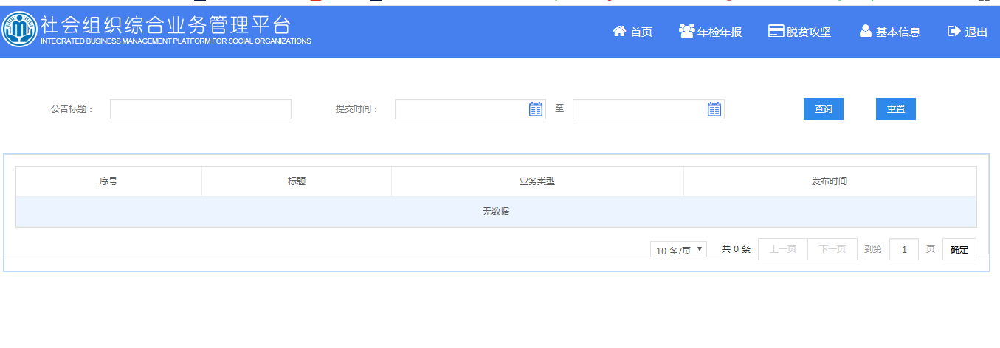 社会组织综合业务管理平台
INTEGRATED BUSINESS MANAGEMENT PLATFORM FOR SOCIAL ORGANIZATIONS
首页 年检年报 脱贫攻坚 基本信息 退出
公告标题： 提交时间： 至 查询 重置
序号 标题 业务类型 发布时间
无数据
10 条/页 共 0 条 上一页 下一页 到第 1 页 确定